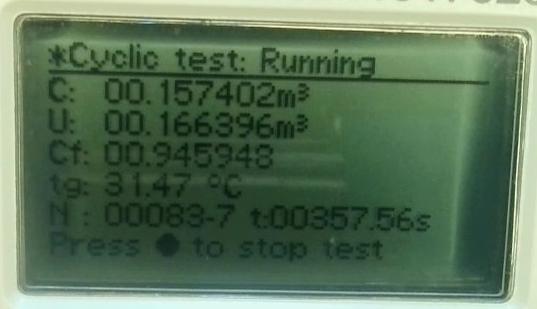 *Cyclic test: Running
C: 00.157402m³
U: 00.166396m³
Cf: 00.945948
tg: 31.47 °C
N : 00083-7 t:00357.56s
Press ● to stop test